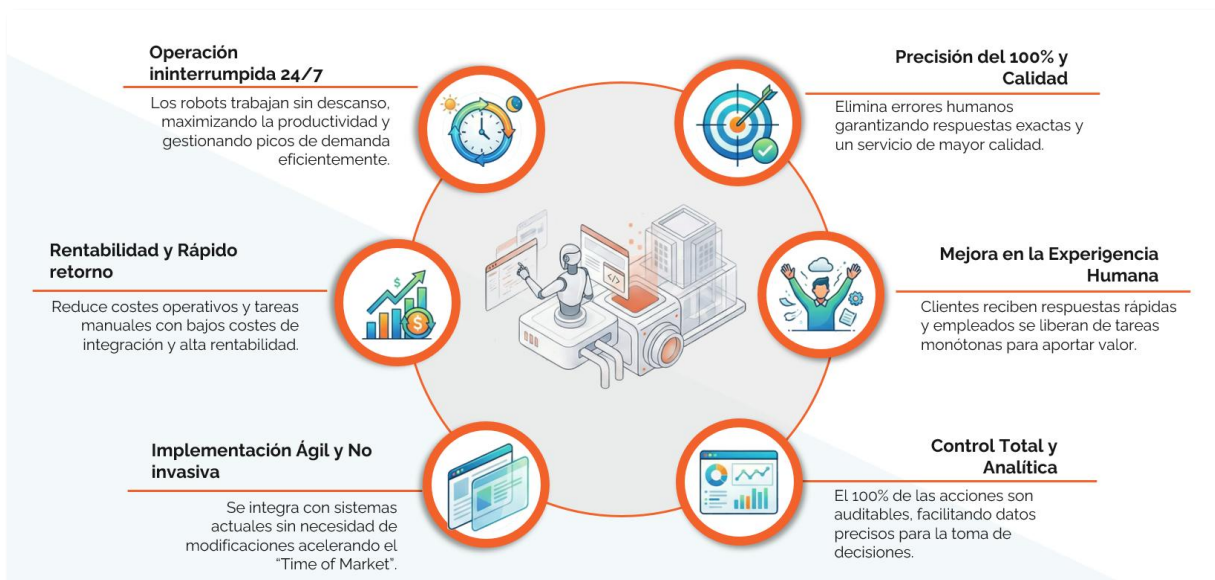 Operación
ininterrumpida 24/7
Los robots trabajan sin descanso,
maximizando la productividad y
gestionando picos de demanda
eficientemente.
Precisión del 100% y
Calidad
Elimina errores humanos
garantizando respuestas exactas y
un servicio de mayor calidad.
Rentabilidad y Rápido
retorno
Reduce costes operativos y tareas
manuales con bajos costes de
integración y alta rentabilidad.
Mejora en la Experigencia
Humana
Clientes reciben respuestas rápidas
y empleados se liberan de tareas
monótonas para aportar valor.
Implementación Ágil y No
invasiva
Se integra con sistemas
actuales sin necesidad de
modificaciones acelerando el
“Time of Market”.
Control Total y
Analítica
El 100% de las acciones son
auditables, facilitando datos
precisos para la toma de
decisiones.
$
$
</>